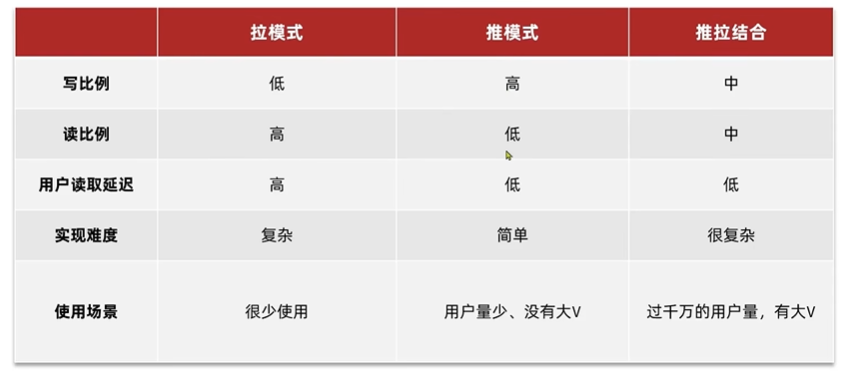 拉模式 推模式 推拉结合
写比例 低 高 中
读比例 高 低 中
用户读取延迟 高 低 低
实现难度 复杂 简单 很复杂
使用场景 很少使用 用户量少、没有大V 过千万的用户量，有大V